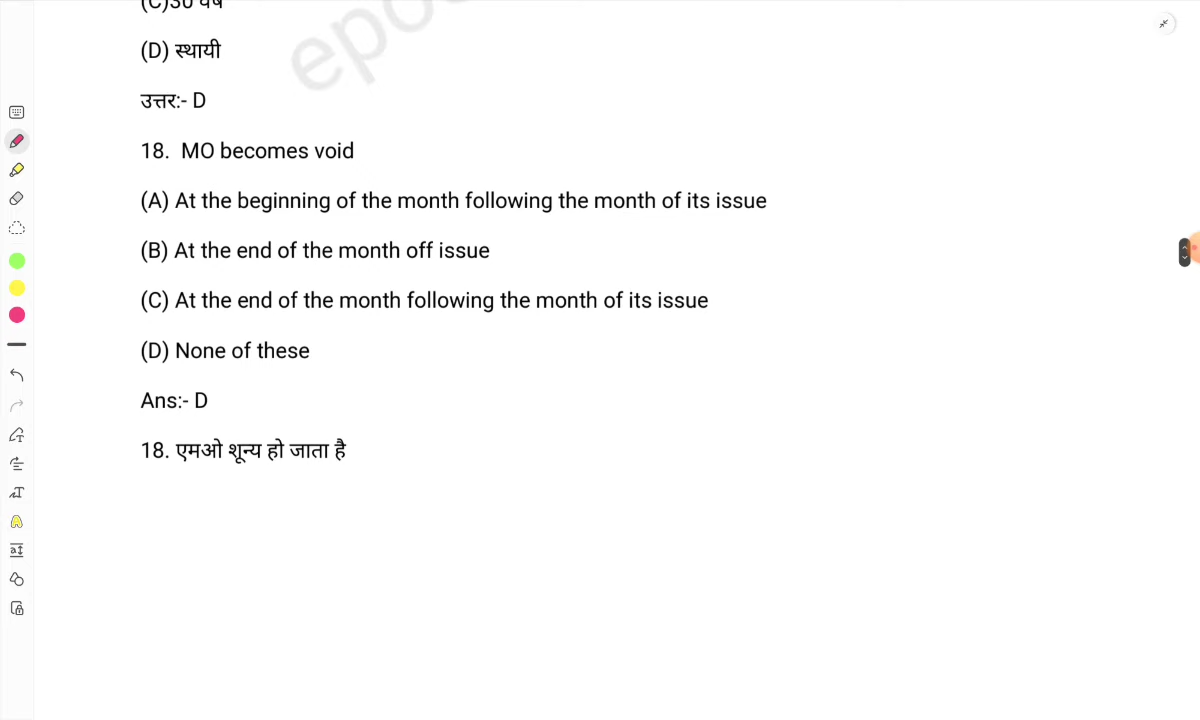 (C)30 वर्ष
(D) स्थायी
उत्तर:- D
18. MO becomes void
(A) At the beginning of the month following the month of its issue
(B) At the end of the month off issue
(C) At the end of the month following the month of its issue
(D) None of these
Ans:- D
18. एमओ शून्य हो जाता है